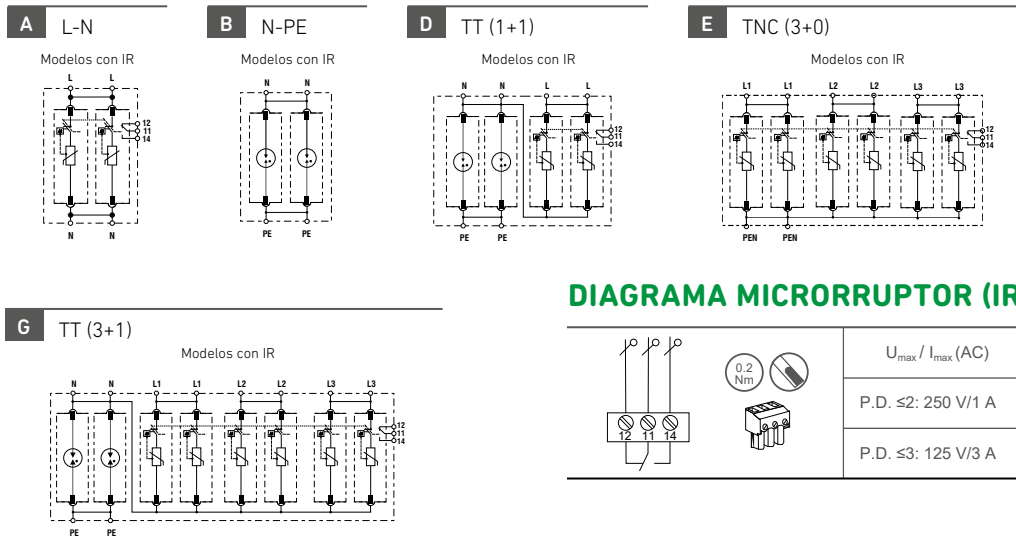 A L-N
Modelos con IR
L L
12
11
14
N N
B N-PE
Modelos con IR
N N
PE PE
D TT (1+1)
Modelos con IR
N N L L
12
11
14
PE PE
E TNC (3+0)
Modelos con IR
L1 L1 L2 L2 L3 L3
12
11
14
PEN PEN
G TT (3+1)
Modelos con IR
N N L1 L1 L2 L2 L3 L3
12
11
14
PE PE
DIAGRAMA MICRORRUPTOR (IR
12 11 14
0.2
Nm
Umax / Imax (AC)
P.D. ≤2: 250 V/1 A
P.D. ≤3: 125 V/3 A